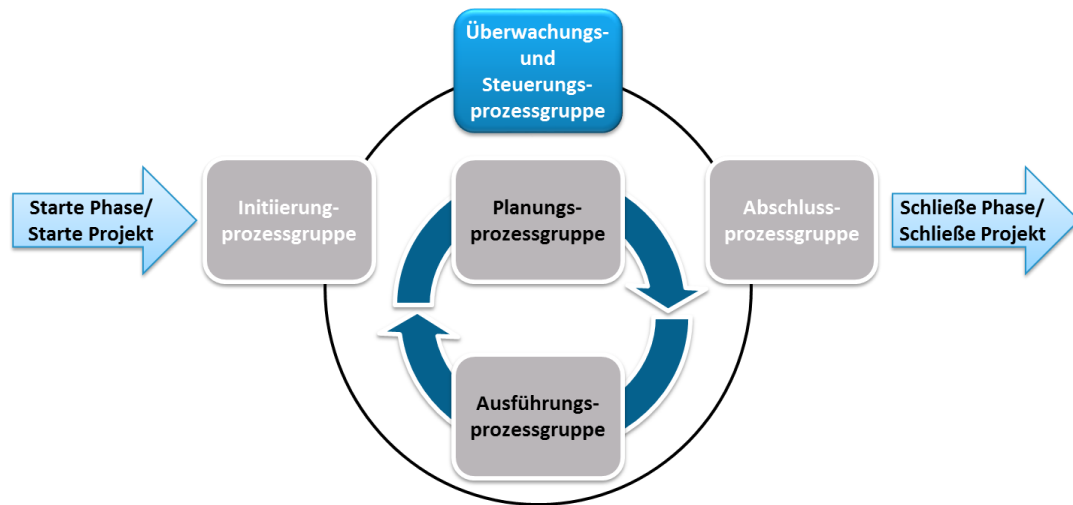 Überwachungs-
und
Steuerungs-
prozessgruppe
Starte Phase/
Starte Projekt
Initiierung-
prozessgruppe
Planungs-
prozessgruppe
Abschluss-
prozessgruppe
Schließe Phase/
Schließe Projekt
Ausführungs-
prozessgruppe